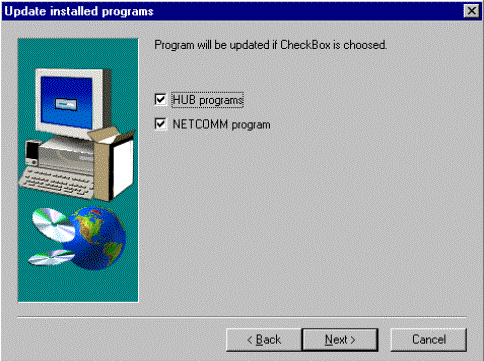 Update installed programs
Program will be updated if CheckBox is choosed.
HUB programs
NETCOMM program
< Back
Next >
Cancel